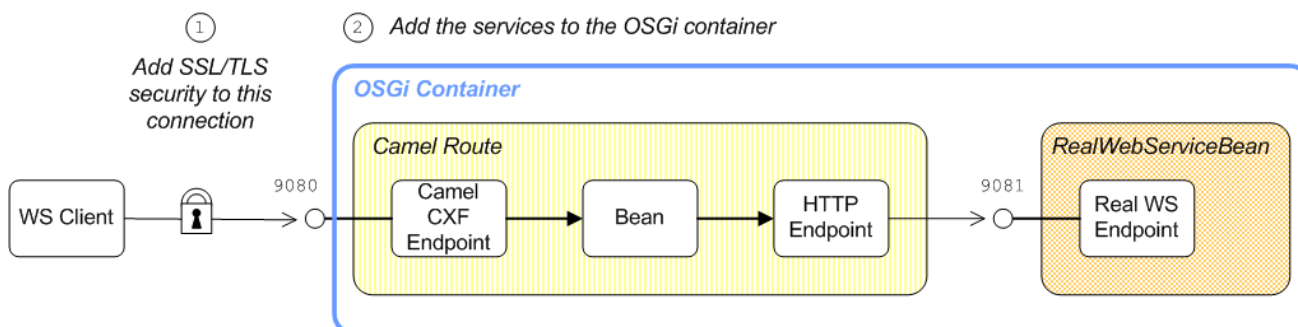 1
2 Add the services to the OSGi container
Add SSL/TLS
security to this
connection
OSGi Container
Camel Route
RealWebServiceBean
9080
9081
WS Client
Camel
CXF
Endpoint
Bean
HTTP
Endpoint
Real WS
Endpoint